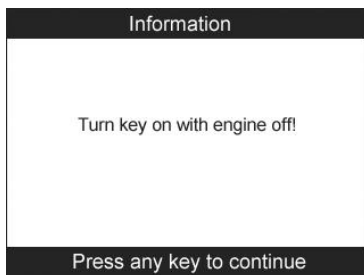 Information
Turn key on with engine off!
Press any key to continue